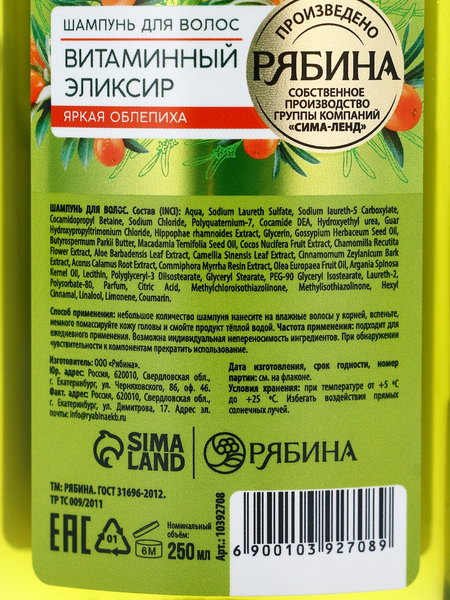 ШАМПУНЬ ДЛЯ ВОЛОС
ВИТАМИННЫЙ
ЭЛИКСИР
ЯРКАЯ ОБЛЕПИХА
ПРОИЗВЕДЕНО
РЯБИНА
СОБСТВЕННОЕ
ПРОИЗВОДСТВО
ГРУППЫ КОМПАНИЙ
«СИМА-ЛЕНД»
ШАМПУНЬ ДЛЯ ВОЛОС. Состав (INCI): Aqua, Sodium Laureth Sulfate, Sodium laureth-5 Carboxylate,
Cocamidopropyl Betaine, Sodium Chloride, Polyquaternium-7, Cocamide DEA, Hydroxyethyl urea, Guar
Hydroxypropyltrimonium Chloride, Hippophae rhamnoides Extract, Glycerin, Gossypium Herbaceum Seed Oil,
Butyrospermum Parkii Butter, Macadamia Ternifolia Seed Oil, Cocos Nucifera Fruit Extract, Chamomilla Recutita
Flower Extract, Aloe Barbadensis Leaf Extract, Camellia Sinensis Leaf Extract, Cinnamomum Zeylanicum Bark
Extract, Acorus Calamus Root Extract, Commiphora Myrrha Resin Extract, Olea Europaea Fruit Oil, Argania Spinosa
Kernel Oil, Lecithin, Polyglyceryl-3 Diisostearate, Glyceryl Stearate, PEG-90 Glyceryl Isostearate, Laureth-2,
Polysorbate-80, Parfum, Citric Acid, Methylchloroisothiazolinone, Methylisothiazolinone, Hexyl
Cinnamal, Linalool, Limonene, Coumarin.
Способ применения: небольшое количество шампуня нанесите на влажные волосы у корней, вспеньте,
немного помассируйте кожу головы и смойте продукт тёплой водой. Частота применения: подходит для
ежедневного применения. Возможна индивидуальная непереносимость ингредиентов. При обнаружении
чувствительности к компонентам прекратить использование.
Изготовитель: ООО «Рябина».
Юр. адрес: Россия, 620010, Свердловская обл.,
г. Екатеринбург, ул. Черняховского, 86, оф. 46.
Факт. адрес: Россия, 620010, Свердловская обл.,
г. Екатеринбург, ул. Димитрова, 17. Адрес эл.
почты: info@ryabinaekb.ru
Дата изготовления, срок годности, номер
партии: см. на флаконе.
Условия хранения: при температуре от +5 °С
до +25 °С. Избегать воздействия прямых
солнечных лучей.
SIMA
LAND
РЯБИНА
ТМ: РЯБИНА. ГОСТ 31696-2012.
ТР ТС 009/2011
EAC
01
6M
Номинальный
объём:
250 мл
Арт.: 10392708
6 900103 927089